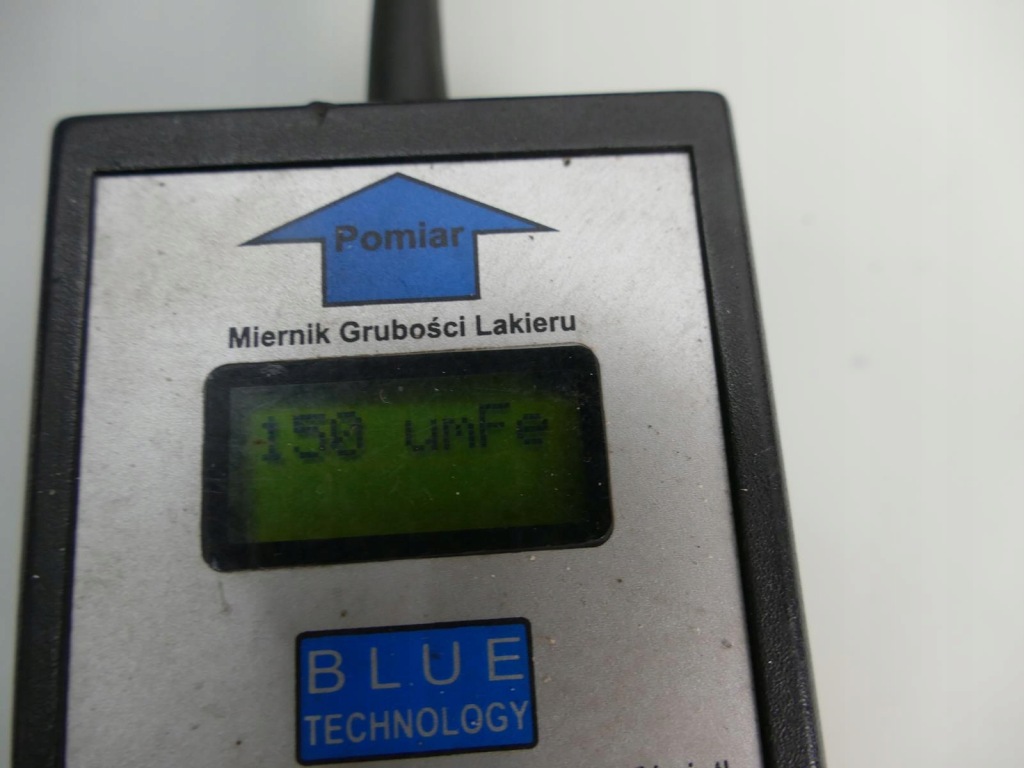 Pomiar
Miernik Grubości Lakieru
150 umFe
BLUE
TECHNOLOGY